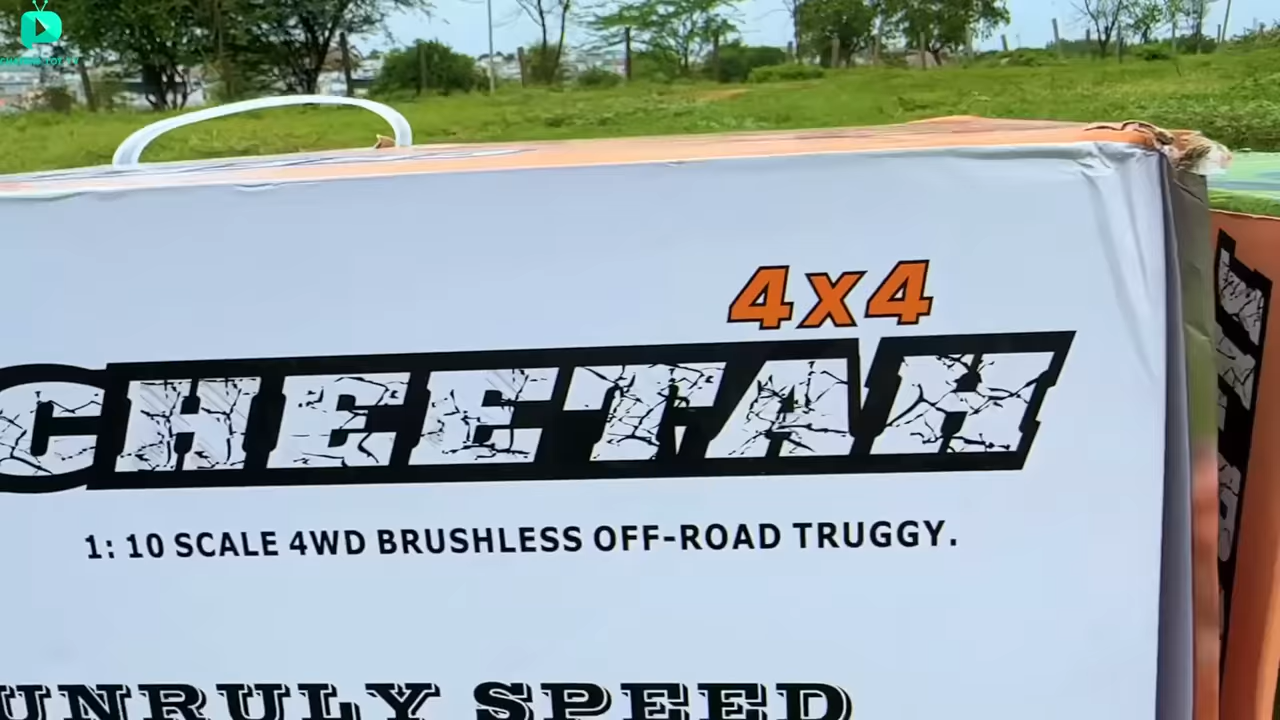 4x4
CHEETAH
1: 10 SCALE 4WD BRUSHLESS OFF-ROAD TRUGGY.
UNRULY SPEED